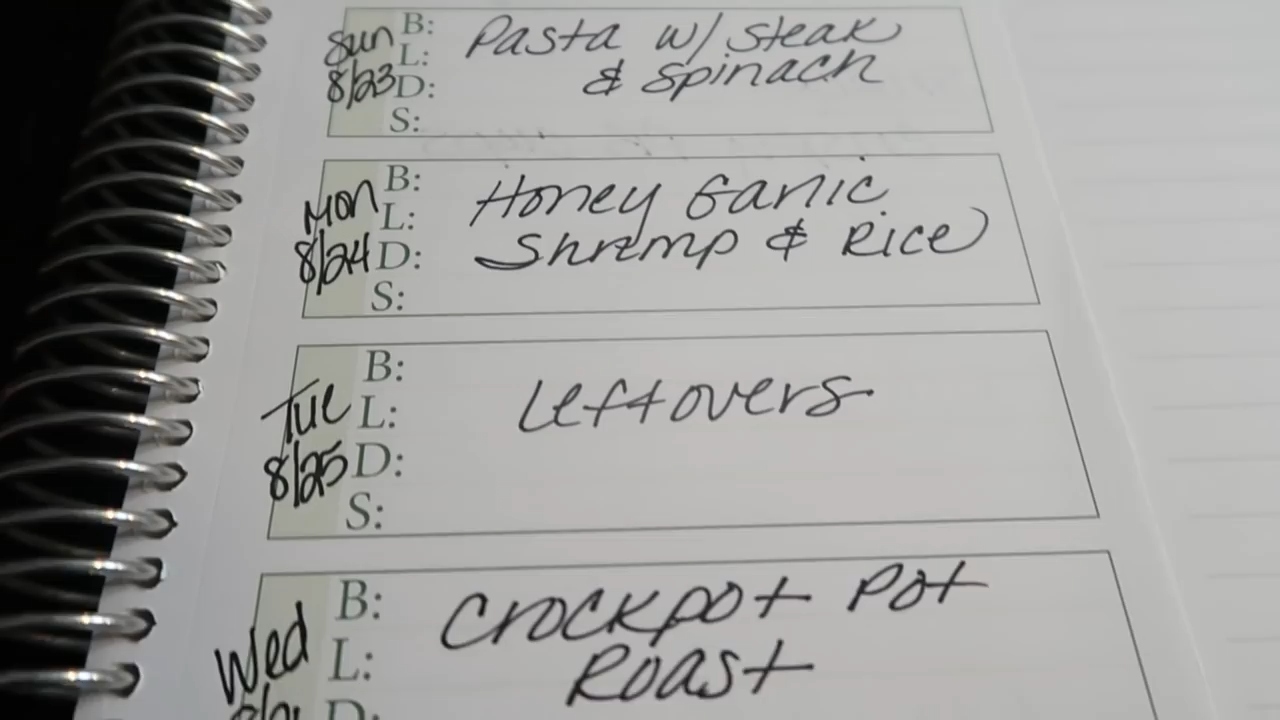 Sun
8/23
B:
L:
D:
S:
Pasta w/ steak
& spinach
Mon
8/24
B:
L:
D:
S:
Honey Garlic
Shrimp & Rice
Tue
8/25
B:
L:
D:
S:
Leftovers
Wed
B:
L:
D:
Crockpot Pot
Roast